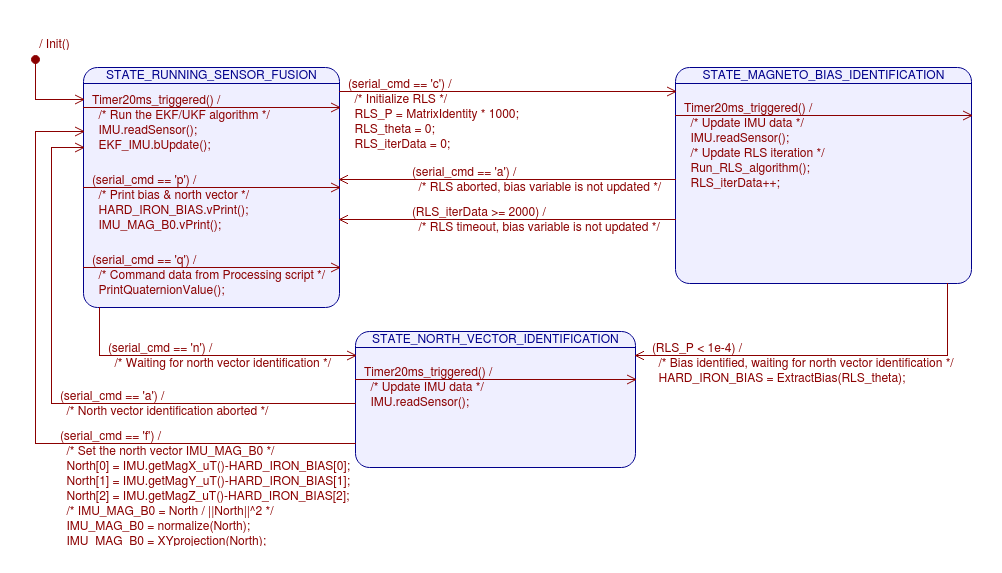 / Init()
STATE_RUNNING_SENSOR_FUSION
Timer20ms_triggered() /
/* Run the EKF/UKF algorithm */
IMU.readSensor();
EKF_IMU.bUpdate();
(serial_cmd == 'p') /
/* Print bias & north vector */
HARD_IRON_BIAS.vPrint();
IMU_MAG_B0.vPrint();
(serial_cmd == 'q') /
/* Command data from Processing script */
PrintQuaternionValue();
(serial_cmd == 'c') /
/* Initialize RLS */
RLS_P = MatrixIdentity * 1000;
RLS_theta = 0;
RLS_iterData = 0;
(serial_cmd == 'a') /
/* RLS aborted, bias variable is not updated */
(RLS_iterData >= 2000) /
/* RLS timeout, bias variable is not updated */
STATE_MAGNETO_BIAS_IDENTIFICATION
Timer20ms_triggered() /
/* Update IMU data */
IMU.readSensor();
/* Update RLS iteration */
Run_RLS_algorithm();
RLS_iterData++;
(serial_cmd == 'n') /
/* Waiting for north vector identification */
STATE_NORTH_VECTOR_IDENTIFICATION
Timer20ms_triggered() /
/* Update IMU data */
IMU.readSensor();
(RLS_P < 1e-4) /
/* Bias identified, waiting for north vector identification */
HARD_IRON_BIAS = ExtractBias(RLS_theta);
(serial_cmd == 'a') /
/* North vector identification aborted */
(serial_cmd == 'f') /
/* Set the north vector IMU_MAG_B0 */
North[0] = IMU.getMagX_uT()-HARD_IRON_BIAS[0];
North[1] = IMU.getMagY_uT()-HARD_IRON_BIAS[1];
North[2] = IMU.getMagZ_uT()-HARD_IRON_BIAS[2];
/* IMU_MAG_B0 = North / ||North||^2 */
IMU_MAG_B0 = normalize(North);
IMU_MAG_B0 = XYprojection(North);